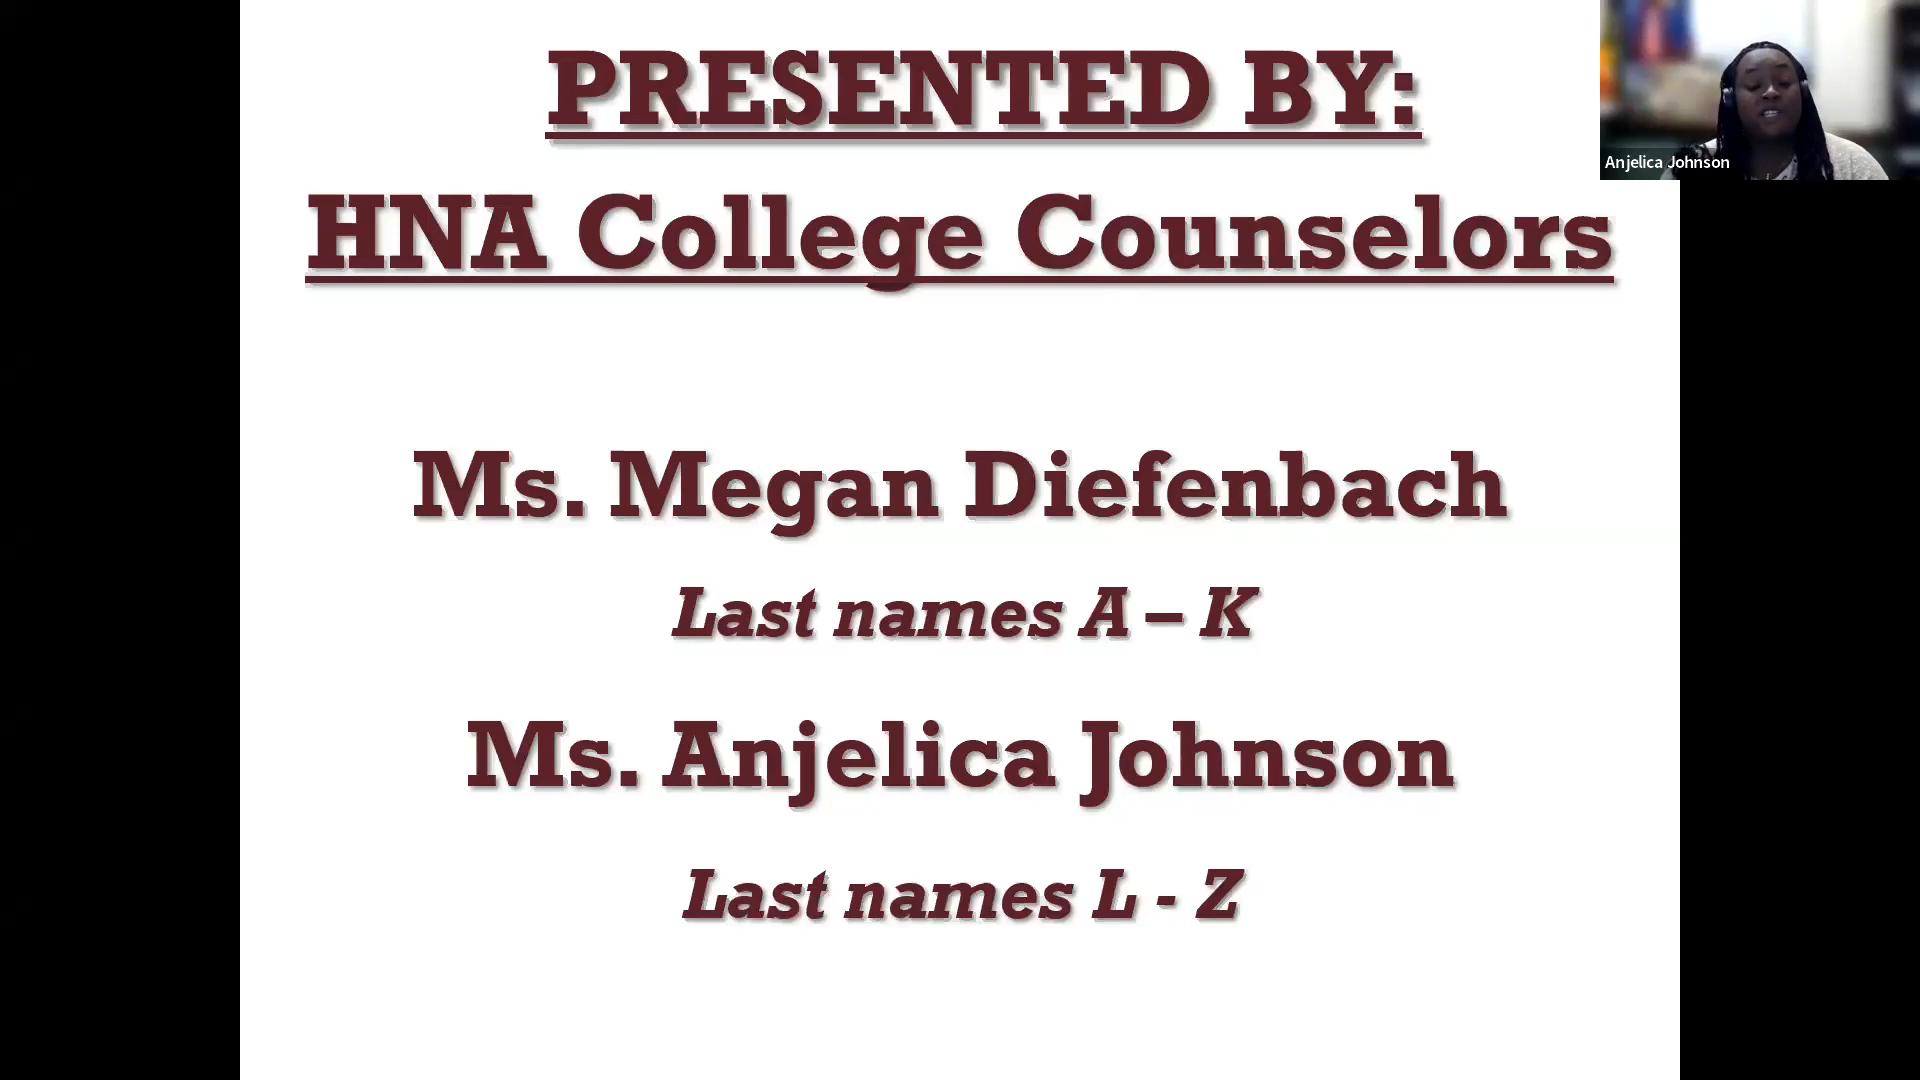 PRESENTED BY:
HNA College Counselors
Ms. Megan Diefenbach
Last names A – K
Ms. Anjelica Johnson
Last names L - Z
Anjelica Johnson